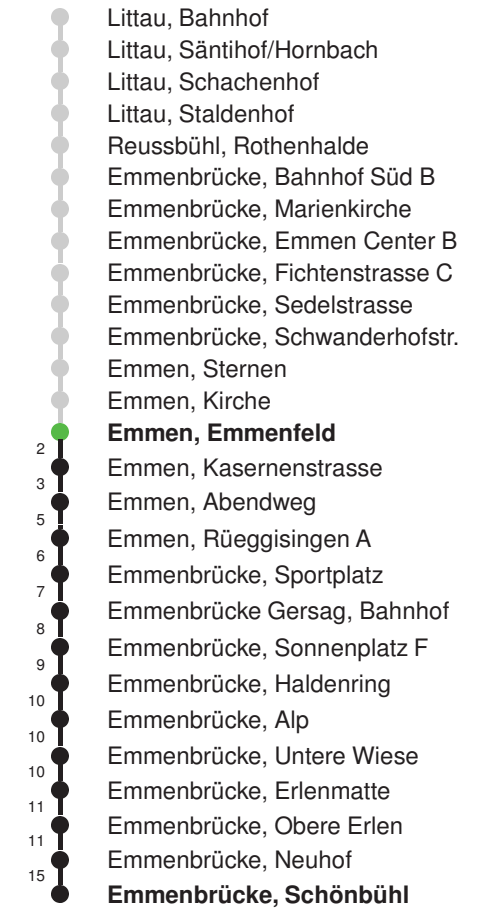 Littau, Bahnhof
Littau, Säntihof/Hornbach
Littau, Schachenhof
Littau, Staldenhof
Reussbühl, Rothenhalde
Emmenbrücke, Bahnhof Süd B
Emmenbrücke, Marienkirche
Emmenbrücke, Emmen Center B
Emmenbrücke, Fichtenstrasse C
Emmenbrücke, Sedelstrasse
Emmenbrücke, Schwanderhofstr.
Emmen, Sternen
Emmen, Kirche
Emmen, Emmenfeld
2
Emmen, Kasernenstrasse
3
Emmen, Abendweg
5
Emmen, Rüeggisingen A
6
Emmenbrücke, Sportplatz
7
Emmenbrücke Gersag, Bahnhof
8
Emmenbrücke, Sonnenplatz F
9
Emmenbrücke, Haldenring
10
Emmenbrücke, Alp
10
Emmenbrücke, Untere Wiese
10
Emmenbrücke, Erlenmatte
11
Emmenbrücke, Obere Erlen
11
Emmenbrücke, Neuhof
15
Emmenbrücke, Schönbühl